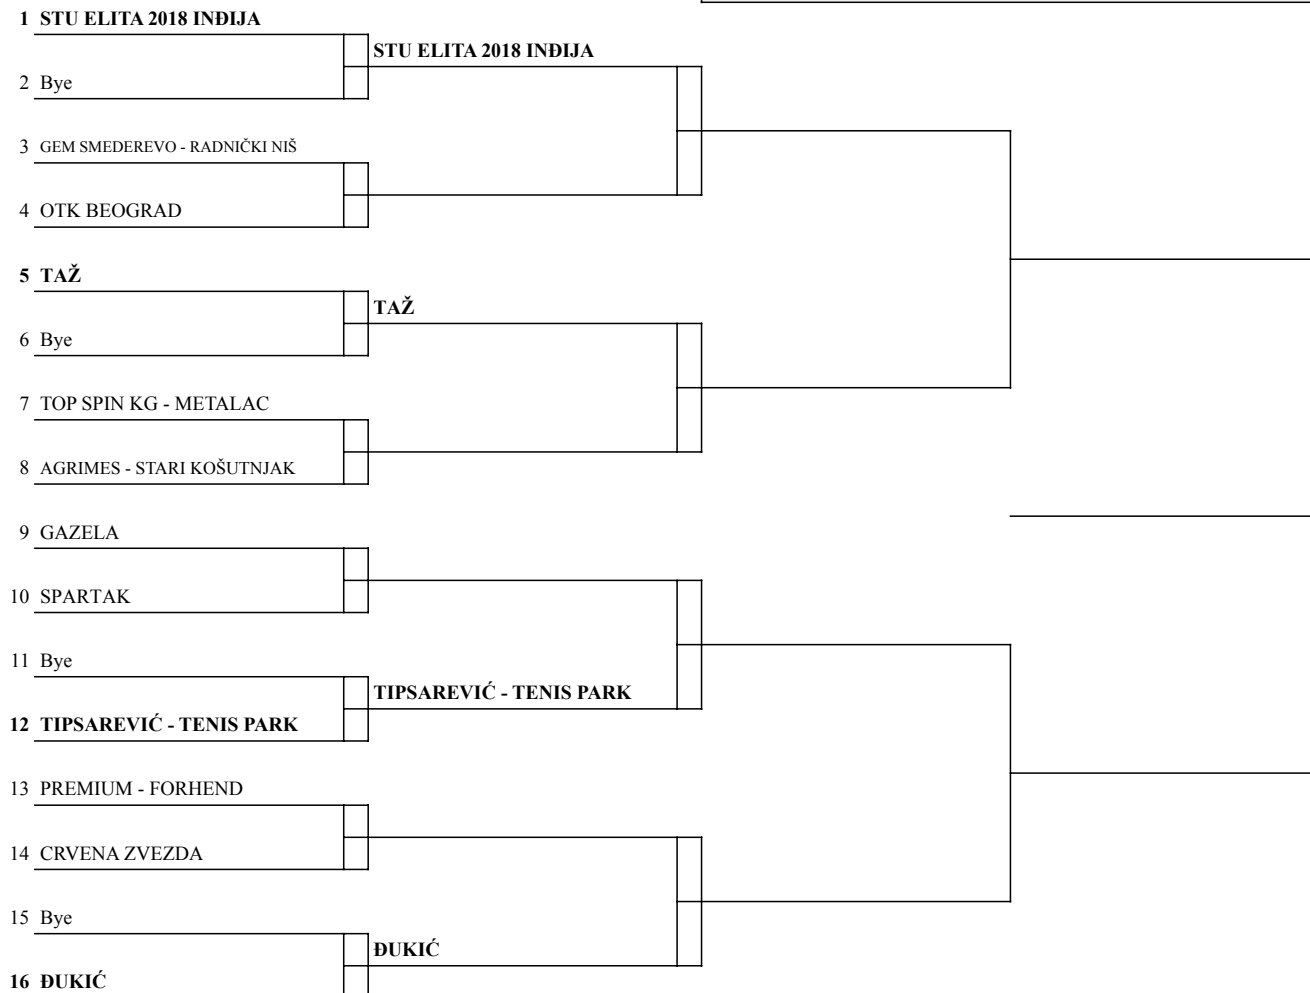 1 STU ELITA 2018 INĐIJA
STU ELITA 2018 INĐIJA
2 Bye
3 GEM SMEDEREVO - RADNIČKI NIŠ
4 OTK BEOGRAD
5 TAŽ
TAŽ
6 Bye
7 TOP SPIN KG - METALAC
8 AGRIMES - STARI KOŠUTNJAK
9 GAZELA
10 SPARTAK
11 Bye
TIPSAREVIĆ - TENIS PARK
12 TIPSAREVIĆ - TENIS PARK
13 PREMIUM - FORHEND
14 CRVENA ZVEZDA
15 Bye
ĐUKIĆ
16 ĐUKIĆ